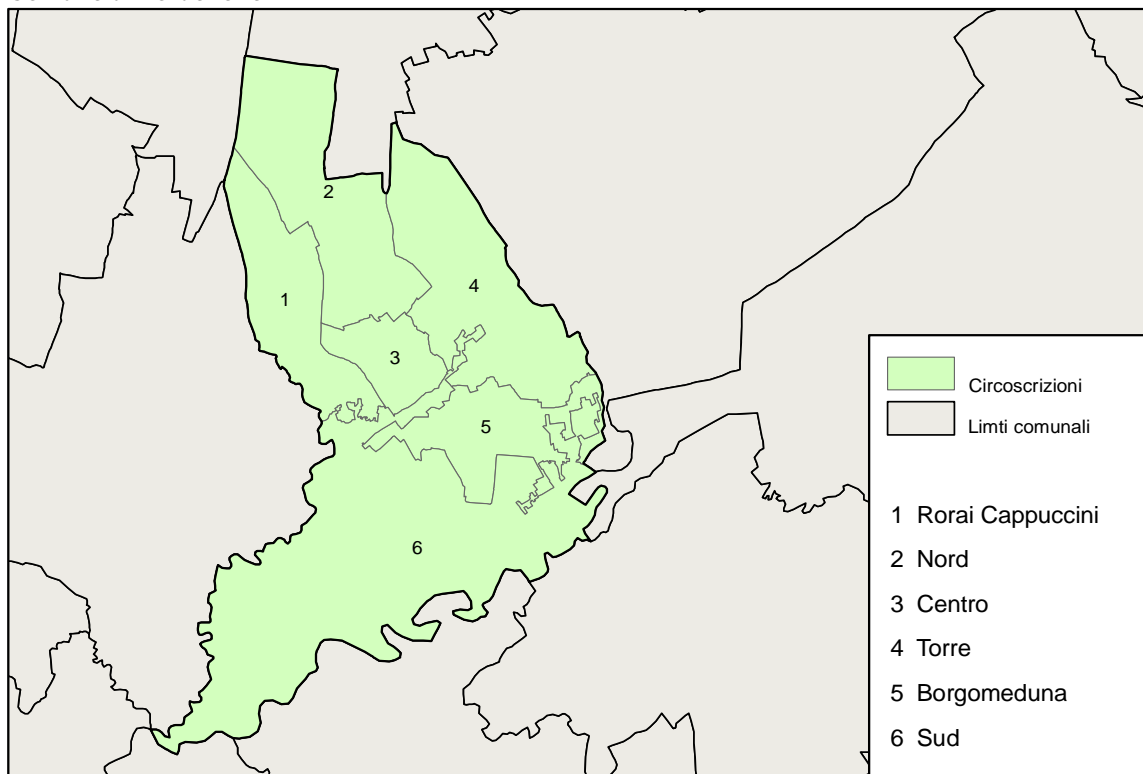 2
4
1
3
5
6
Circoscrizioni
Limti comunali
1 Rorai Cappuccini
2 Nord
3 Centro
4 Torre
5 Borgomeduna
6 Sud